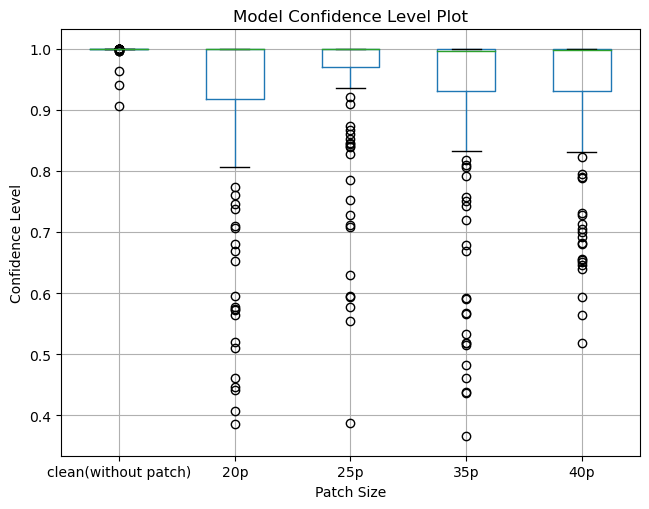 Model Confidence Level Plot
Confidence Level
1.0
0.9
0.8
0.7
0.6
0.5
0.4
clean(without patch) 20p 25p 35p 40p
Patch Size